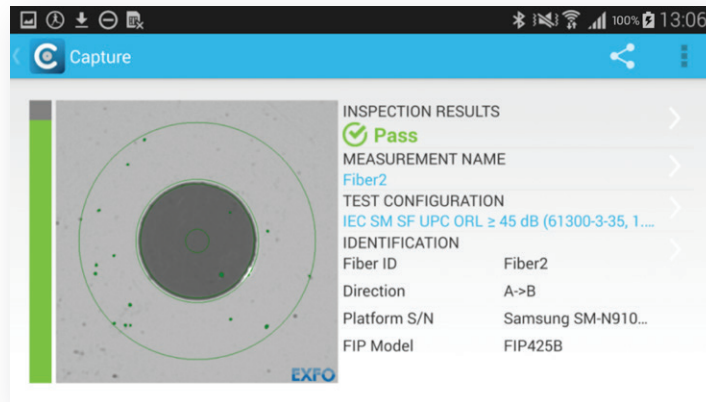 100% 13:06
Capture
INSPECTION RESULTS
Pass
MEASUREMENT NAME
Fiber2
TEST CONFIGURATION
IEC SM SF UPC ORL ≥ 45 dB (61300-3-35, 1....
IDENTIFICATION
Fiber ID Fiber2
Direction A->B
Platform S/N Samsung SM-N910...
FIP Model FIP425B
EXFO